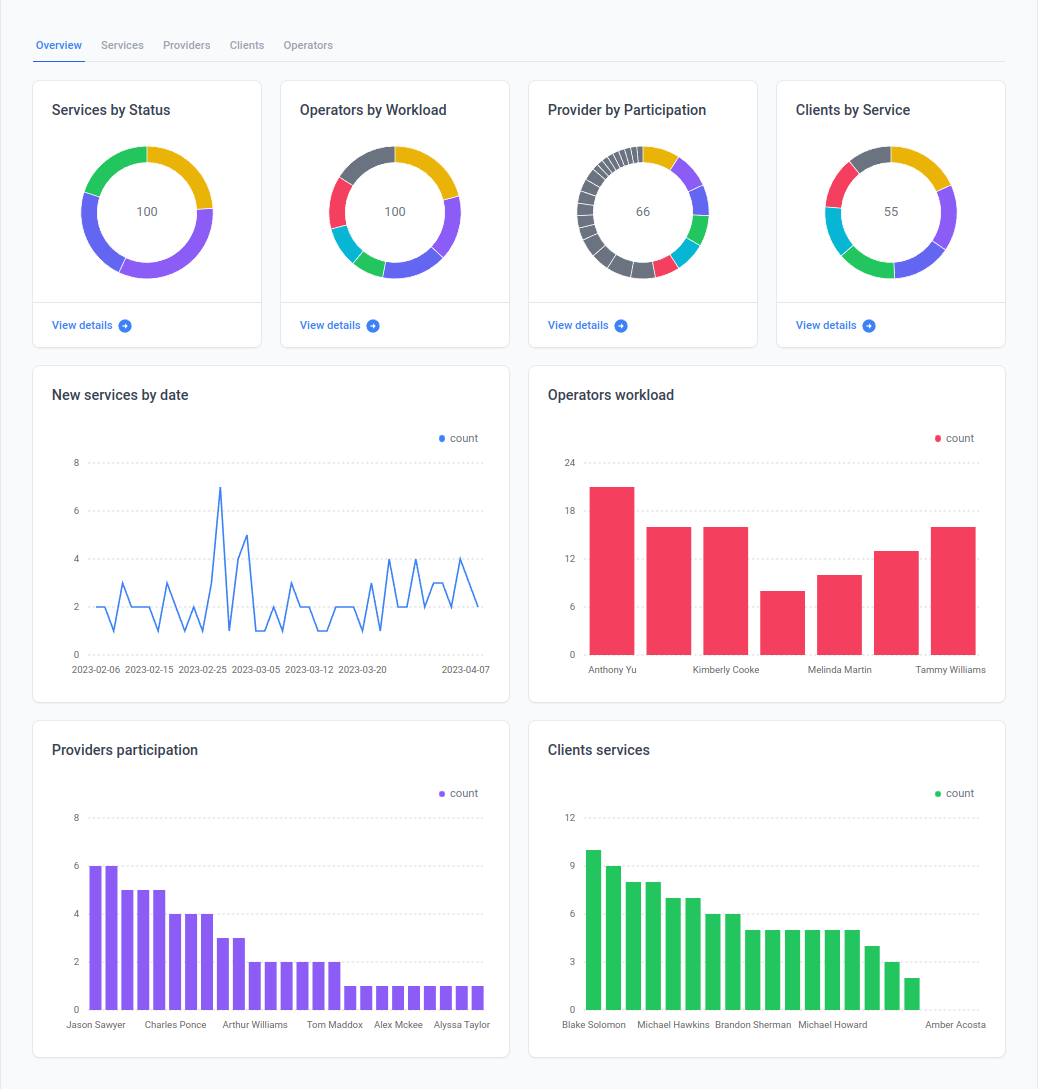 Overview Services Providers Clients Operators
Services by Status
100
View details
Operators by Workload
100
View details
Provider by Participation
66
View details
Clients by Service
55
View details
New services by date
count
8
6
4
2
0
2023-02-06 2023-02-15 2023-02-25 2023-03-05 2023-03-12 2023-03-20 2023-04-07
Operators workload
count
24
18
12
6
0
Anthony Yu Kimberly Cooke Melinda Martin Tammy Williams
Providers participation
count
8
6
4
2
0
Jason Sawyer Charles Ponce Arthur Williams Tom Maddox Alex Mckee Alyssa Taylor
Clients services
count
12
9
6
3
0
Blake Solomon Michael Hawkins Brandon Sherman Michael Howard Amber Acosta